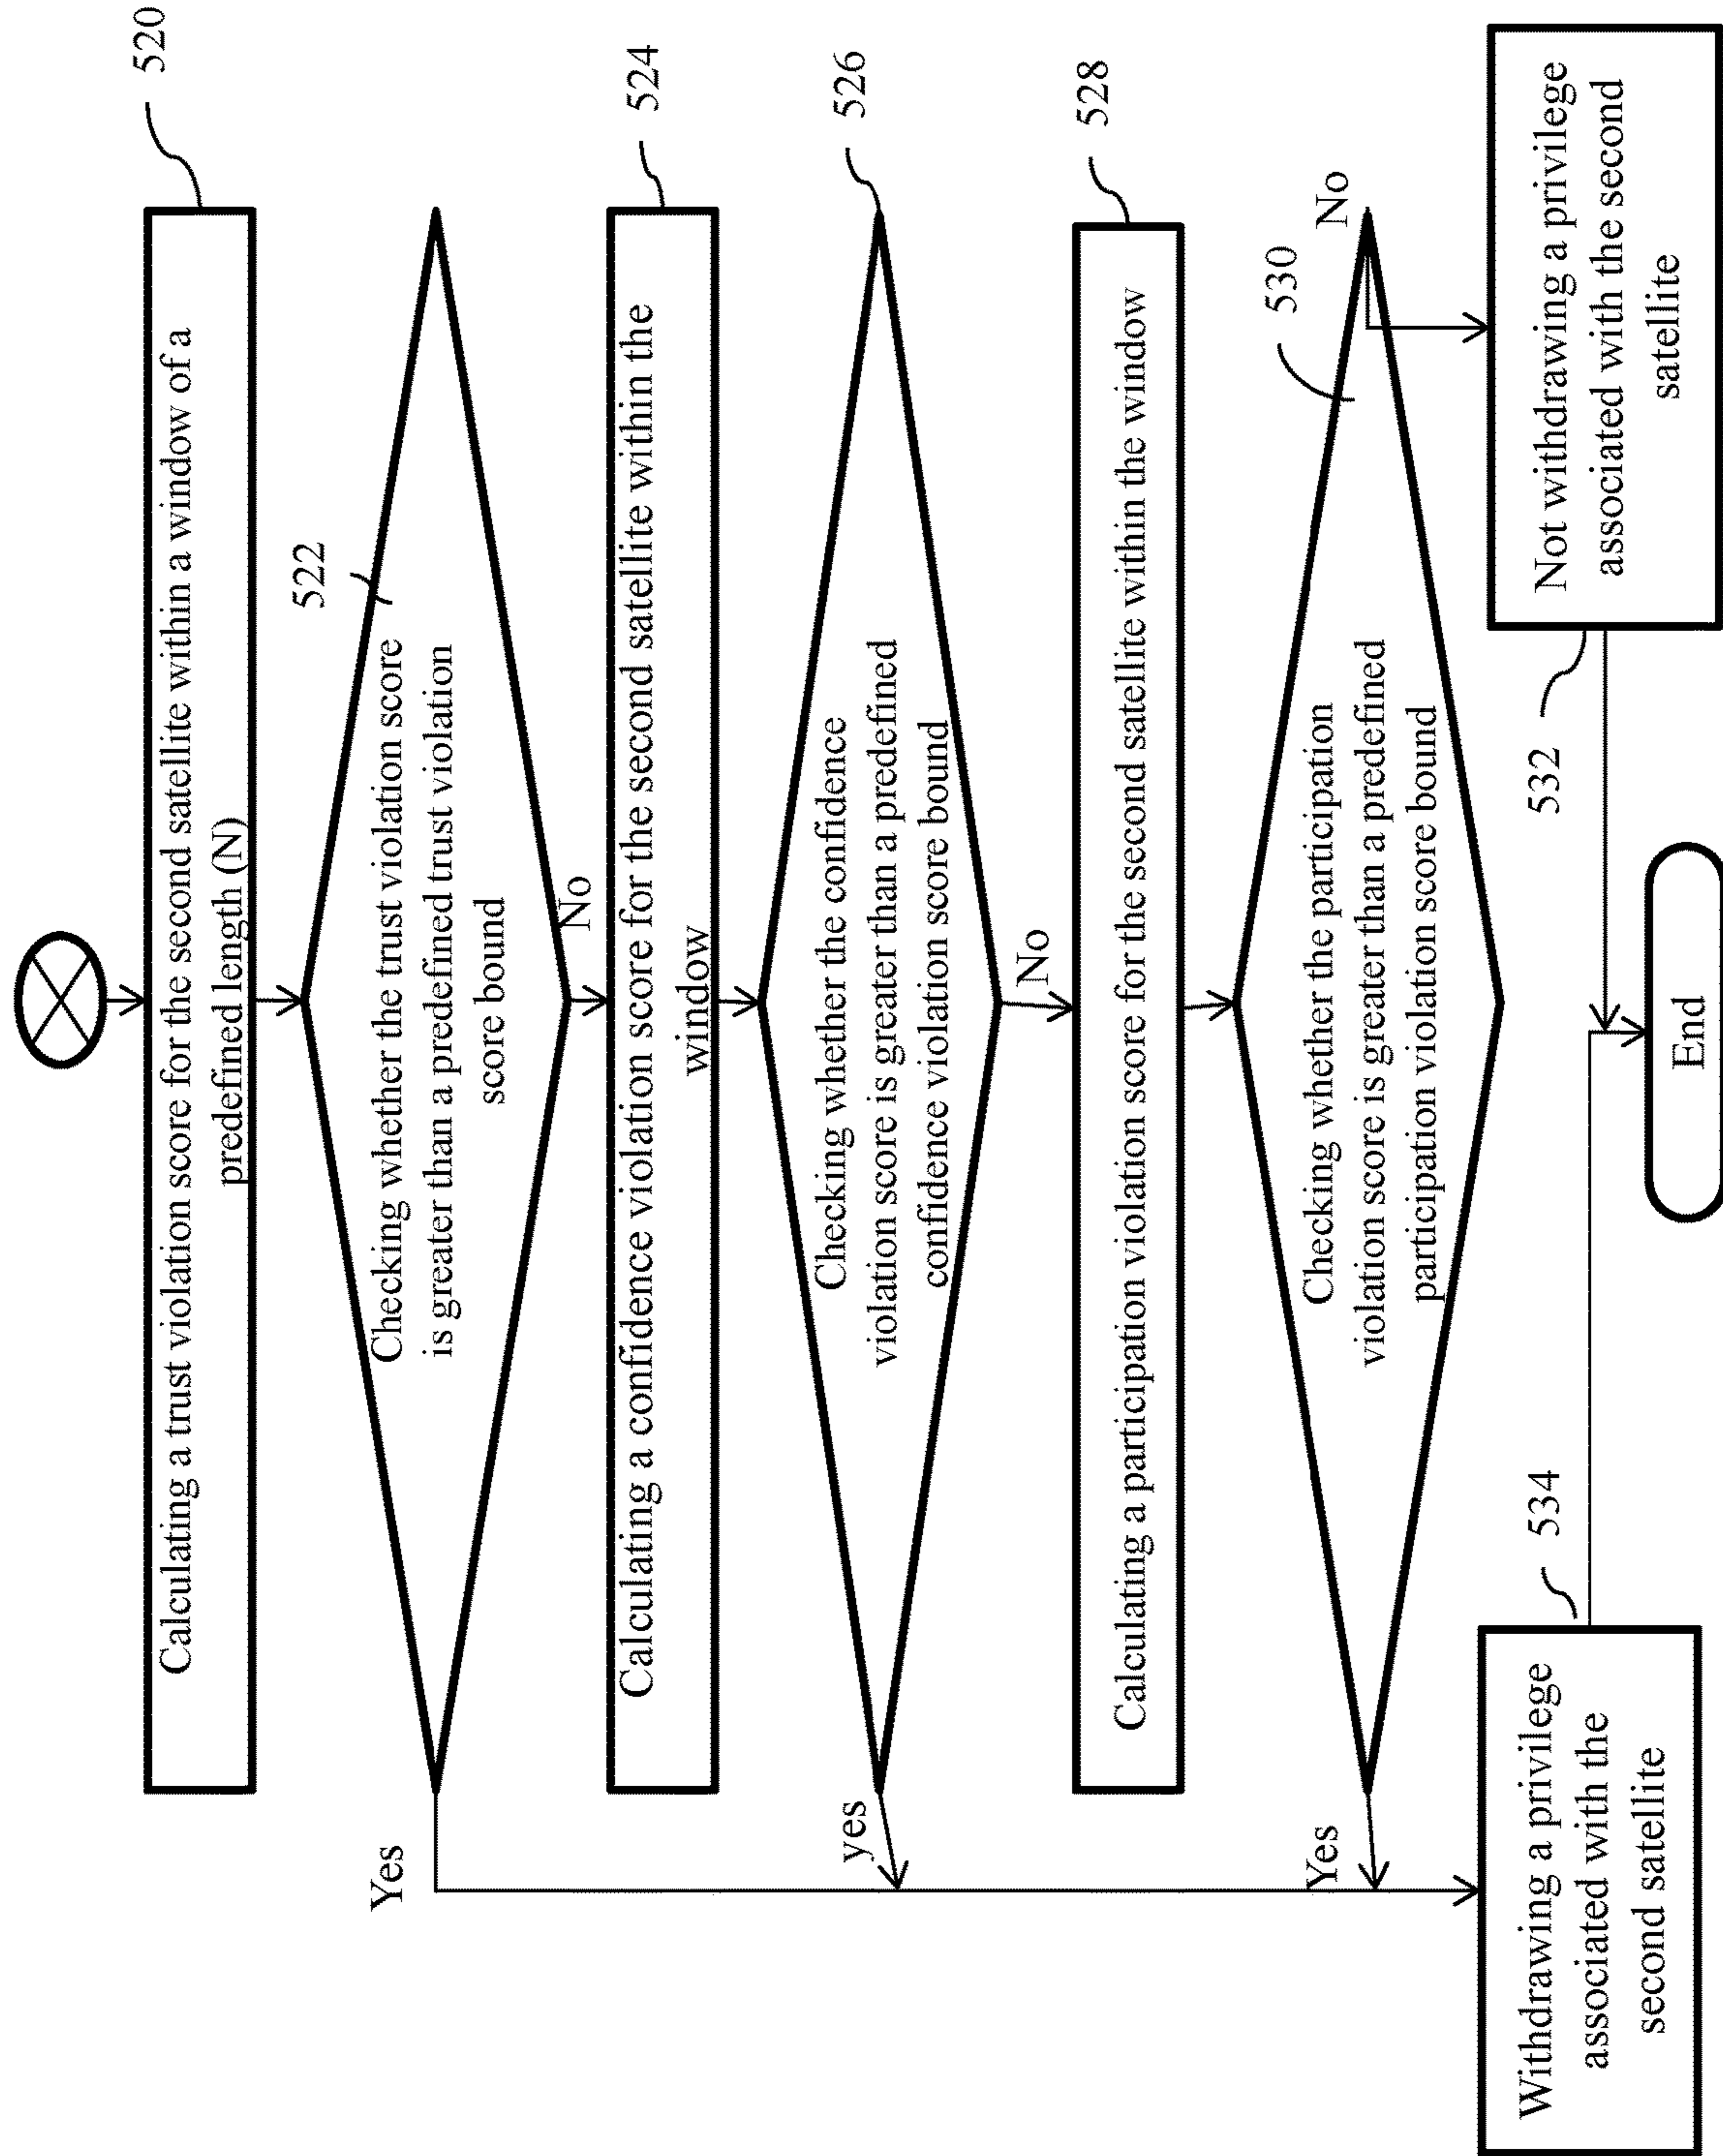 520
Calculating a trust violation score for the second satellite within a window of a
predefined length (N)
522
Checking whether the trust violation score
is greater than a predefined trust violation
score bound
Yes
No
524
Calculating a confidence violation score for the second satellite within the
window
526
Checking whether the confidence
violation score is greater than a predefined
confidence violation score bound
yes
No
528
Calculating a participation violation score for the second satellite within the window
530
Checking whether the participation
violation score is greater than a predefined
participation violation score bound
Yes
No
534
Withdrawing a privilege
associated with the
second satellite
532
Not withdrawing a privilege
associated with the second
satellite
End